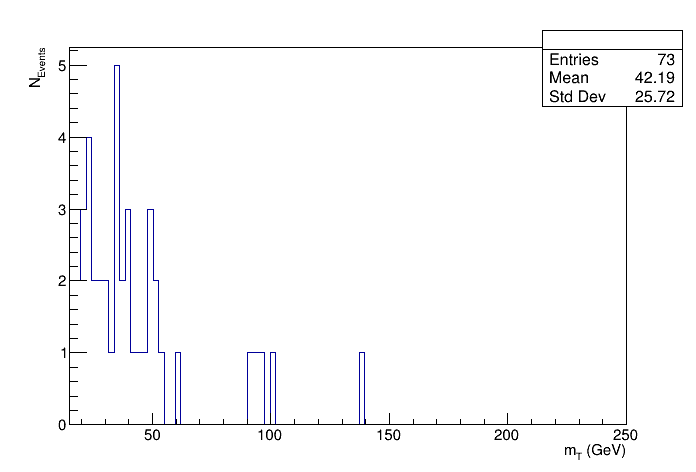 Entries 73
Mean 42.19
Std Dev 25.72
N_Events
5
4
3
2
1
0
50 100 150 200 250
m_T (GeV)